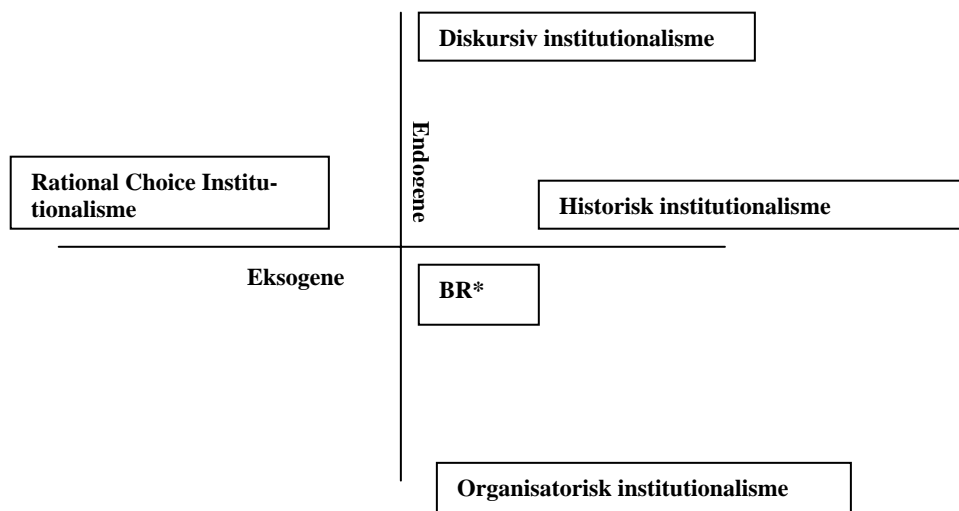 Diskursiv institutionalisme
Endogene
Rational Choice Institu-
tionalisme
Historisk institutionalisme
Eksogene
BR*
Organisatorisk institutionalisme